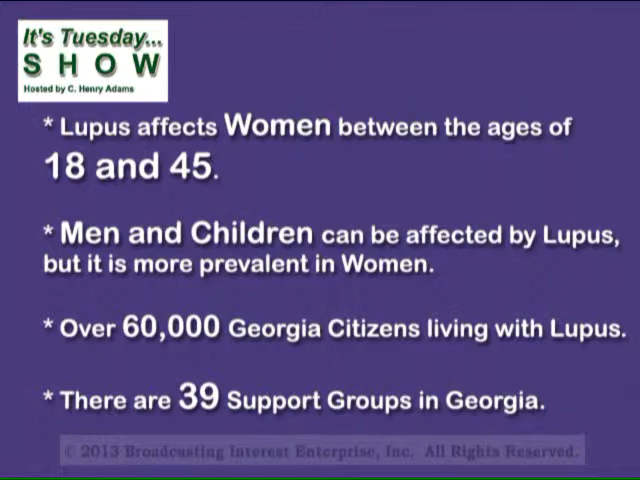 It's Tuesday...
SHOW
Hosted by C. Henry Adams
* Lupus affects Women between the ages of
18 and 45.
* Men and Children can be affected by Lupus,
but it is more prevalent in Women.
* Over 60,000 Georgia Citizens living with Lupus.
* There are 39 Support Groups in Georgia.
© 2013 Broadcasting Interest Enterprise, Inc. All Rights Reserved.